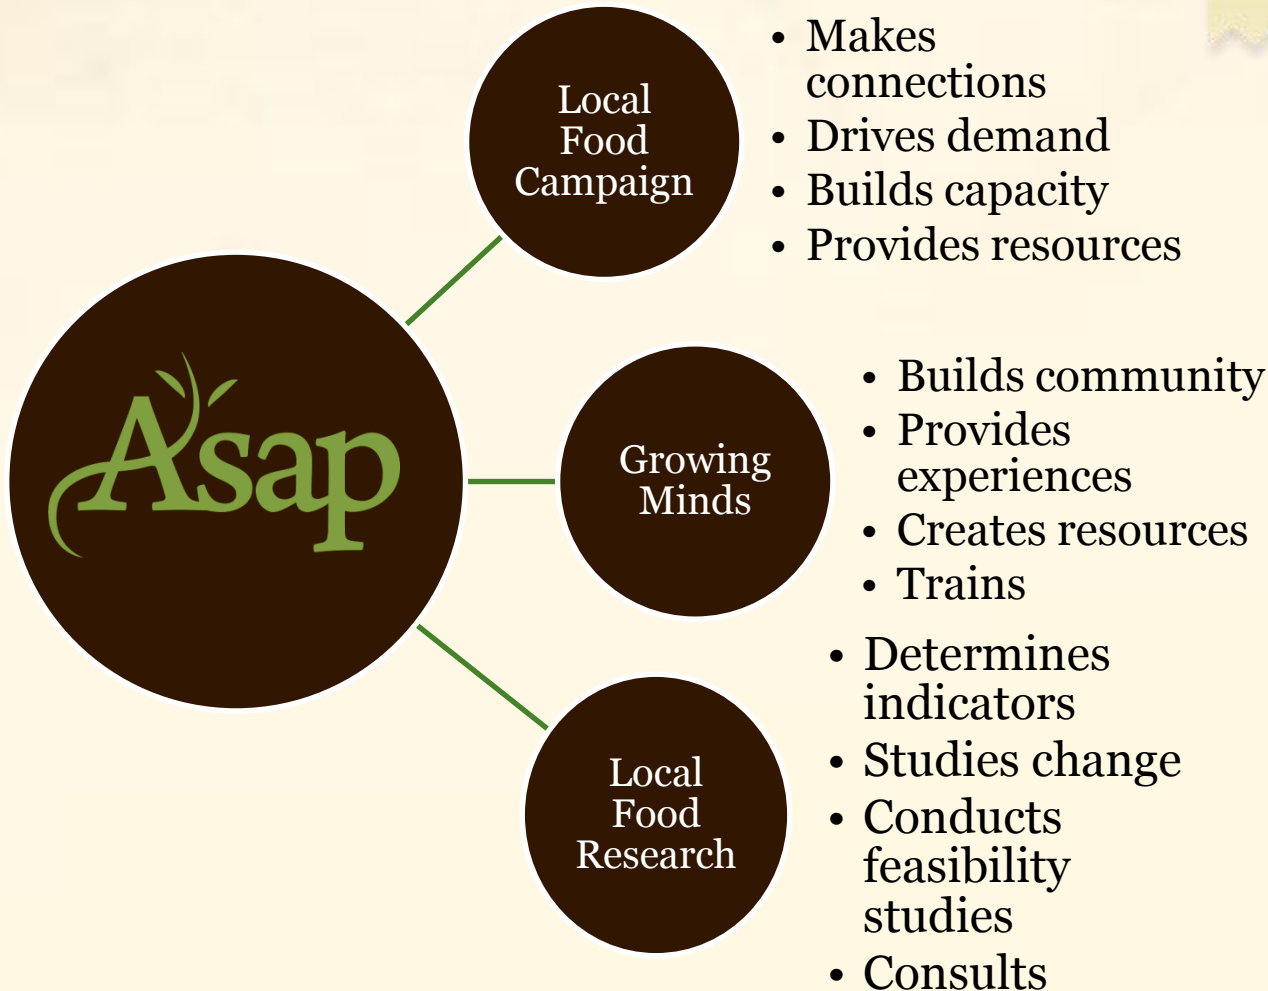 Local
Food
Campaign
• Makes
connections
• Drives demand
• Builds capacity
• Provides resources
Asap
Growing
Minds
• Builds community
• Provides
experiences
• Creates resources
• Trains
Local
Food
Research
• Determines
indicators
• Studies change
• Conducts
feasibility
studies
• Consults